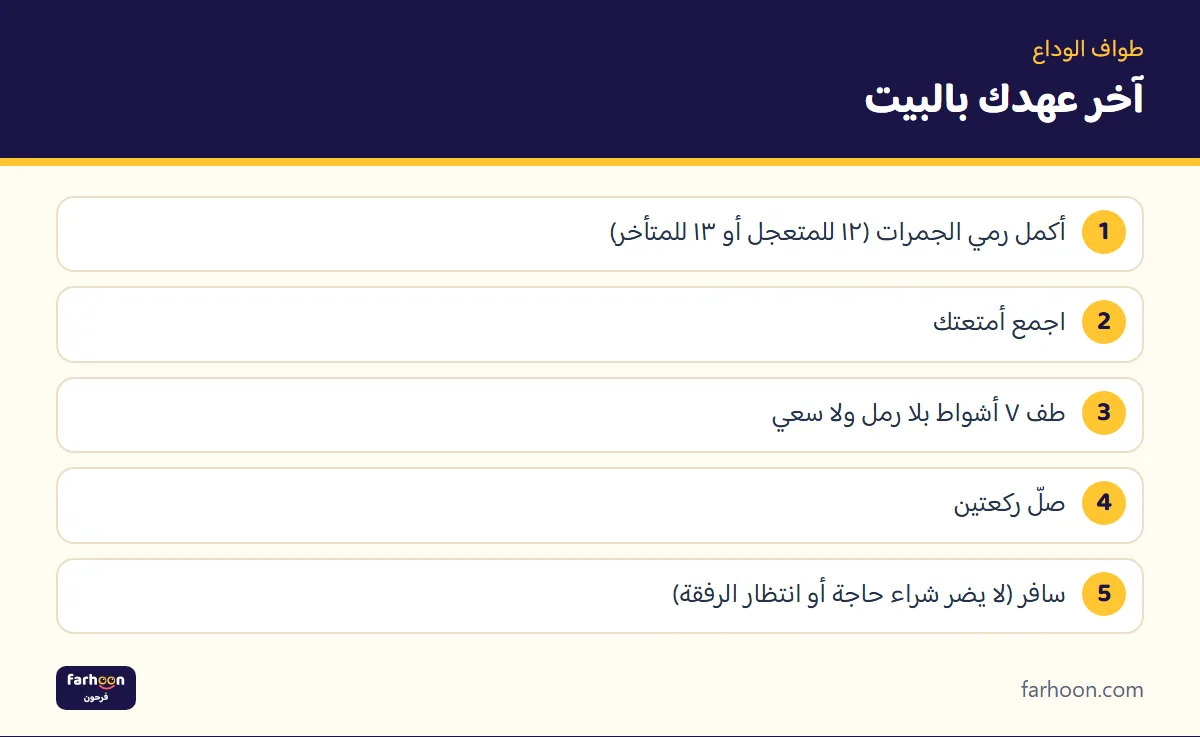 طواف الوداع
آخر عهدك بالبيت
1 أكمل رمي الجمرات (١٢ للمتعجل أو ١٣ للمتأخر)
2 اجمع أمتعتك
3 طف ٧ أشواط بلا رمل ولا سعي
4 صلّ ركعتين
5 سافر (لا يضر شراء حاجة أو انتظار الرفقة)
farhoon.com
farhoon
فرحون